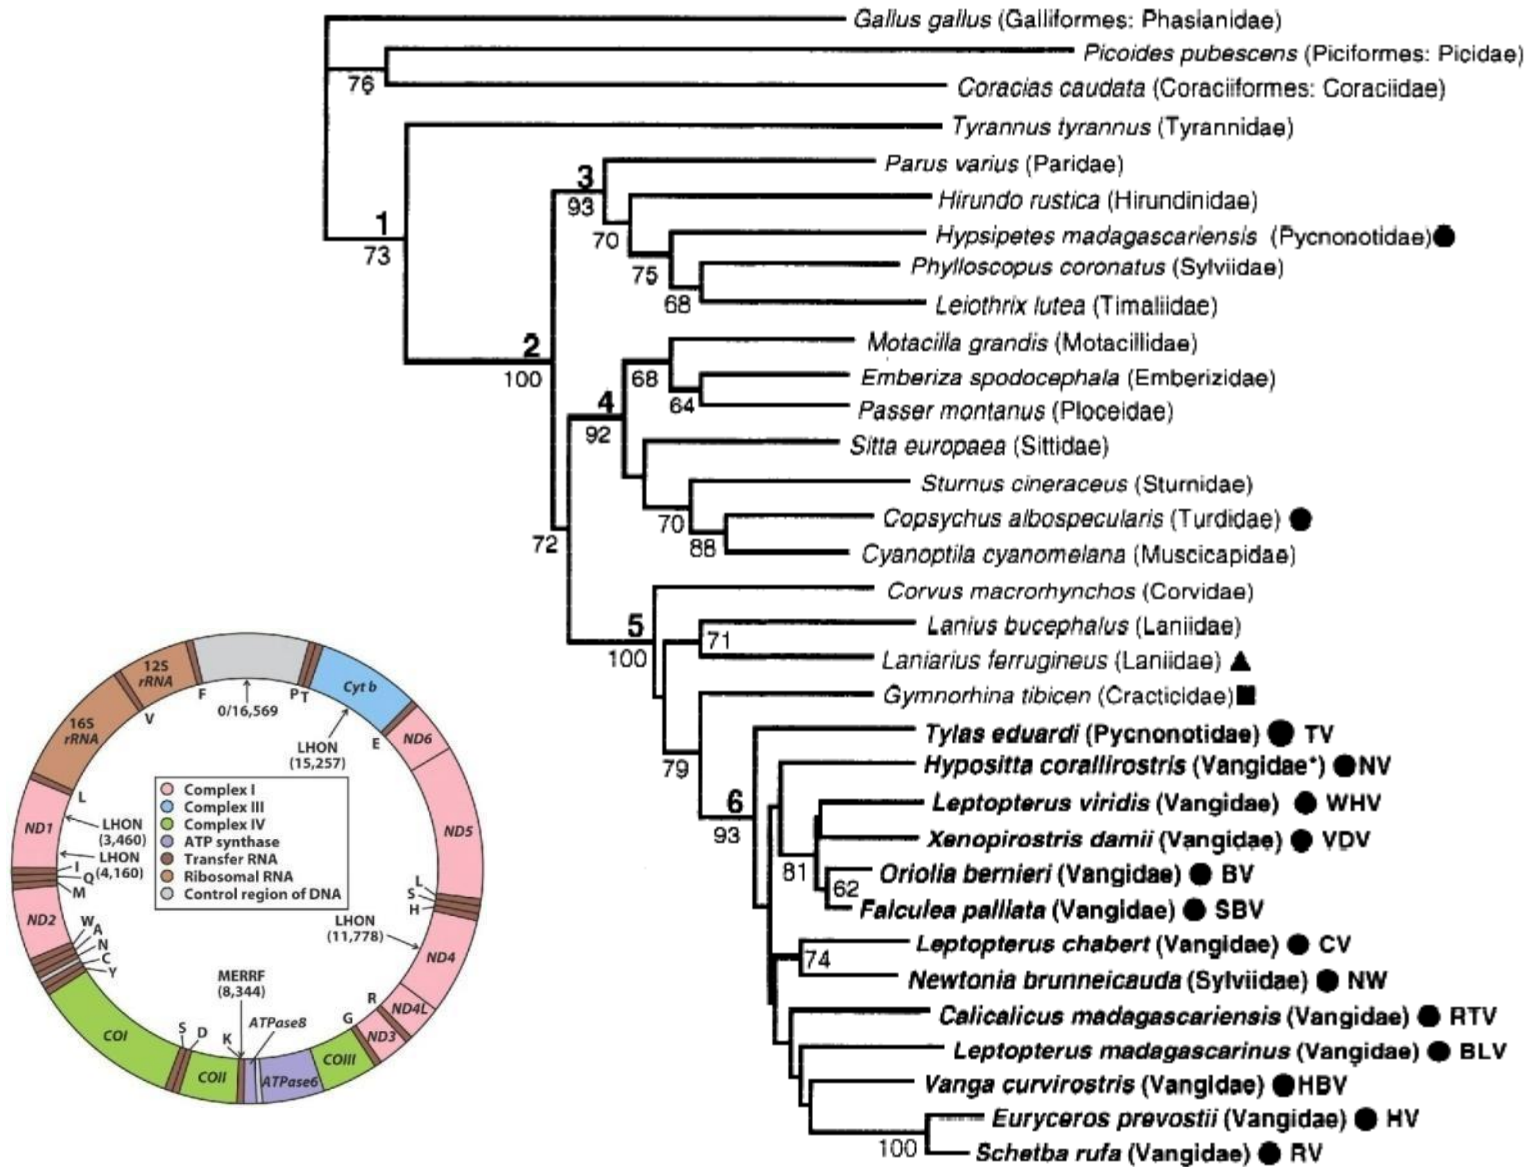 Gallus gallus (Galliformes: Phasianidae)
Picoides pubescens (Piciformes: Picidae)
76
Coracias caudata (Coraciiformes: Coraciidae)
Tyrannus tyrannus (Tyrannidae)
Parus varius (Paridae)
3
93
Hirundo rustica (Hirundinidae)
1
73
70
Hypsipetes madagascariensis (Pycnonotidae)
Phylloscopus coronatus (Sylviidae)
75
68
Leiothrix lutea (Timaliidae)
2
100
Motacilla grandis (Motacillidae)
68
Emberiza spodocephala (Emberizidae)
64
4
92
Passer montanus (Ploceidae)
Sitta europaea (Sittidae)
Sturnus cineraceus (Sturnidae)
70
Copsychus albospecularis (Turdidae)
72
88
Cyanoptila cyanomelana (Muscicapidae)
Corvus macrorhynchos (Corvidae)
5
100
Lanius bucephalus (Laniidae)
71
Laniarius ferrugineus (Laniidae)
Gymnorhina tibicen (Cracticidae)
Tylas eduardi (Pycnonotidae) TV
79
Hypositta corallirostris (Vangidae*) NV
6
93
Leptopterus viridis (Vangidae) WHV
Xenopirostris damii (Vangidae) VDV
81
Oriolia bernieri (Vangidae) BV
62
Falculea palliata (Vangidae) SBV
Leptopterus chabert (Vangidae) CV
74
Newtonia brunneicauda (Sylviidae) NW
Calicalicus madagascariensis (Vangidae) RTV
Leptopterus madagascarinus (Vangidae) BLV
Vanga curvirostris (Vangidae) HBV
Euryceros prevostii (Vangidae) HV
100
Schetba rufa (Vangidae) RV
12S
rRNA
F
0/16,569
P T
Cyt b
16S
rRNA
V
LHON
(15,257)
E
ND6
L
ND1
LHON
(3,460)
LHON
(4,160)
I
Q
M
Complex I
Complex III
Complex IV
ATP synthase
Transfer RNA
Ribosomal RNA
Control region of DNA
ND5
L
S
H
ND2
W
A
N
C
Y
LHON
(11,778)
ND4
MERRF
(8,344)
R
ND4L
G
ND3
COI
S
D
K
ATPase8
COII
ATPase6
COIII